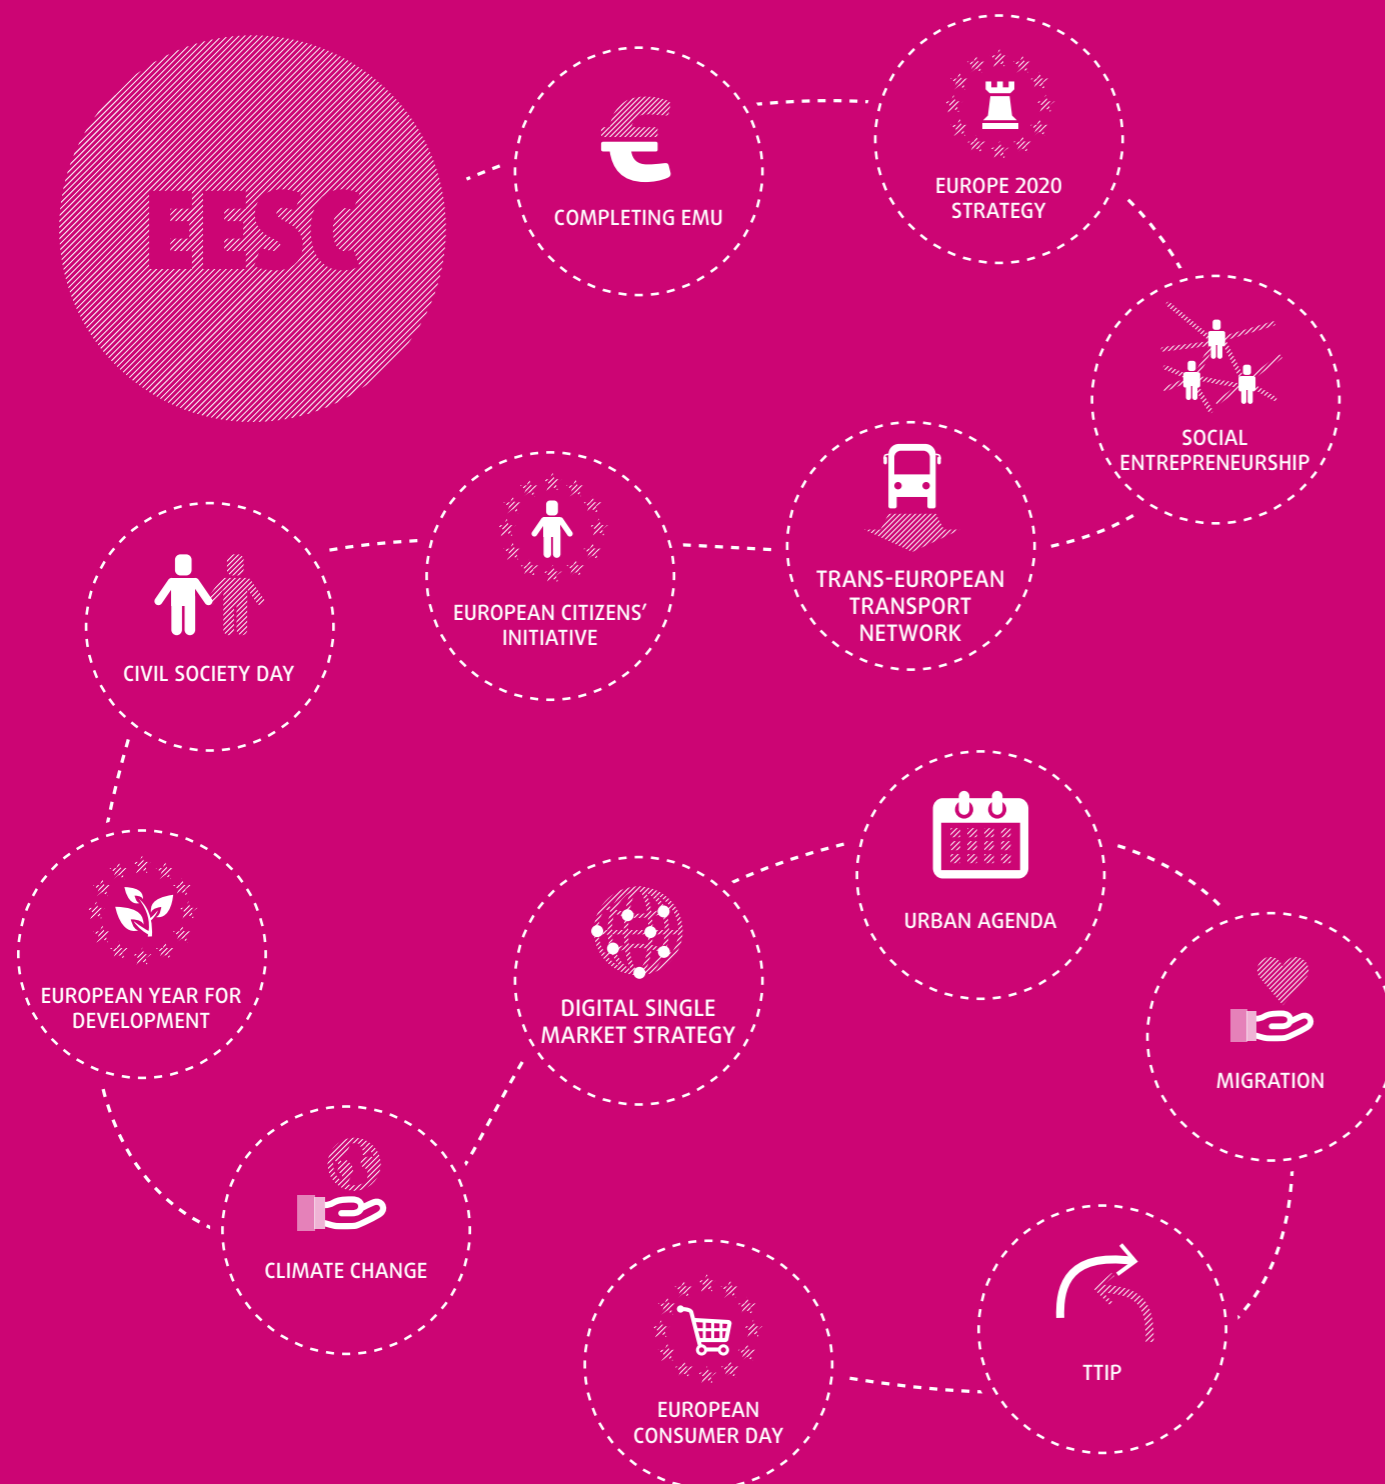 EESC
COMPLETING EMU
EUROPE 2020
STRATEGY
SOCIAL
ENTREPRENEURSHIP
TRANS-EUROPEAN
TRANSPORT
NETWORK
EUROPEAN CITIZENS’
INITIATIVE
CIVIL SOCIETY DAY
EUROPEAN YEAR FOR
DEVELOPMENT
CLIMATE CHANGE
DIGITAL SINGLE
MARKET STRATEGY
URBAN AGENDA
MIGRATION
TTIP
EUROPEAN
CONSUMER DAY